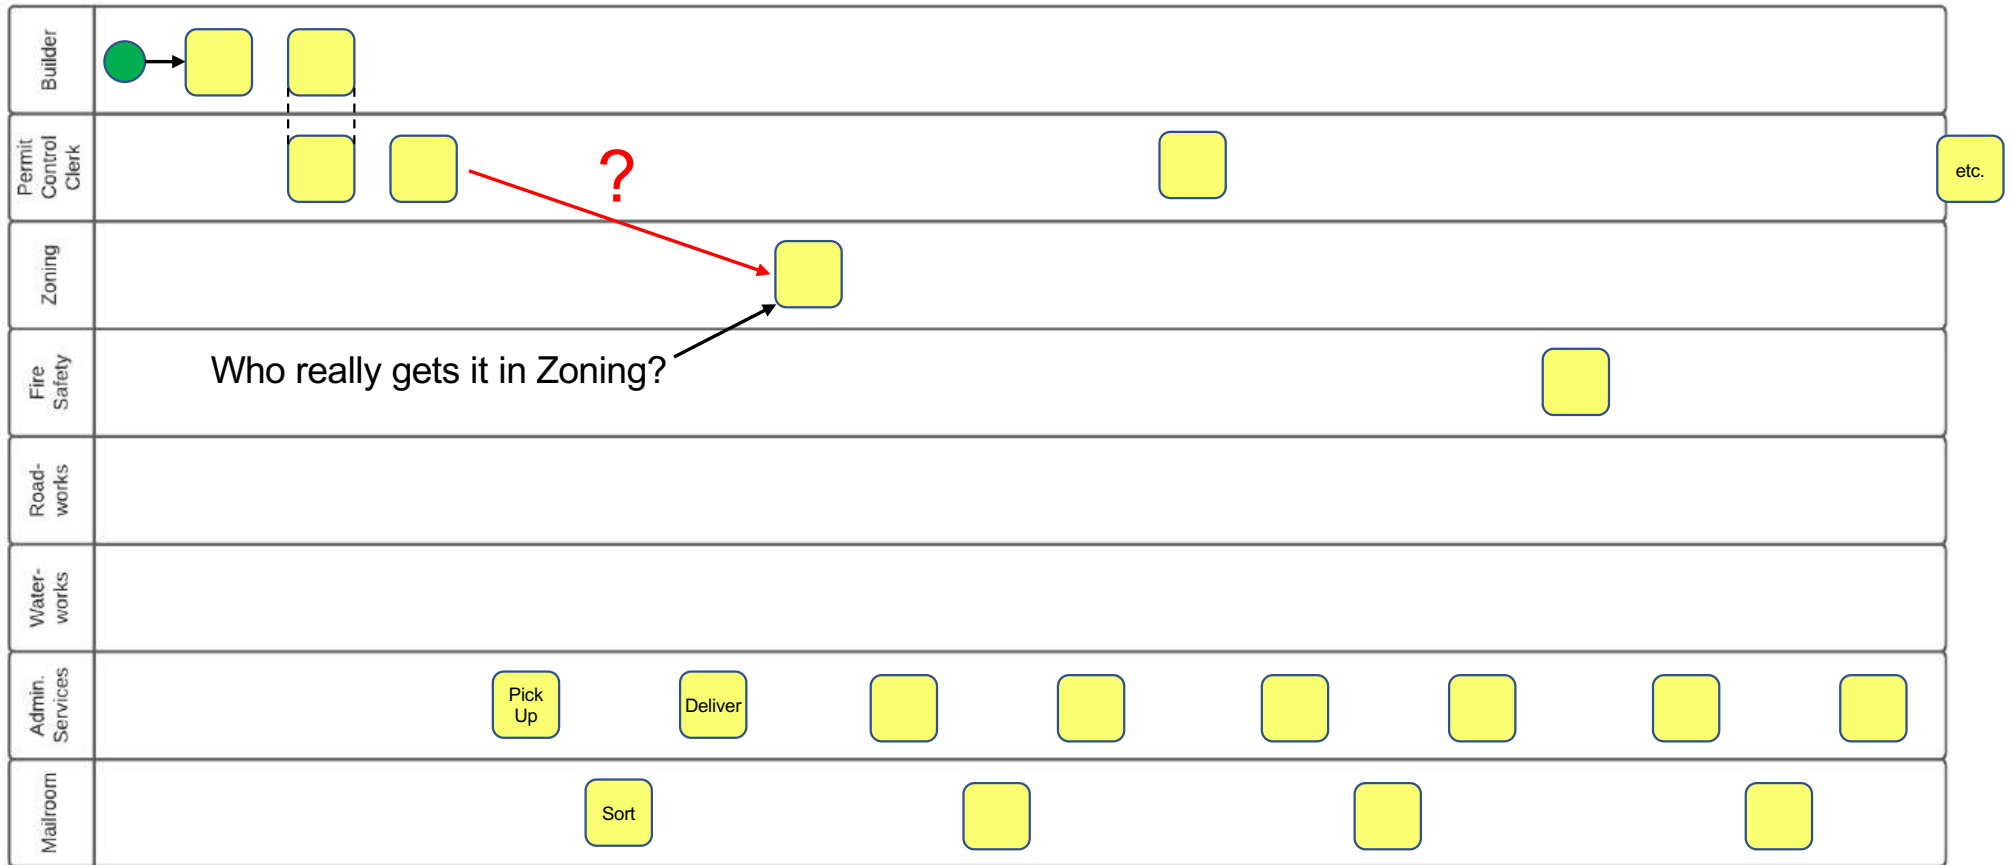 Builder
Permit
Control
Clerk
?
etc.
Zoning
Who really gets it in Zoning?
Fire
Safety
Road-
works
Water-
works
Admin.
Services
Pick
Up
Deliver
Mailroom
Sort